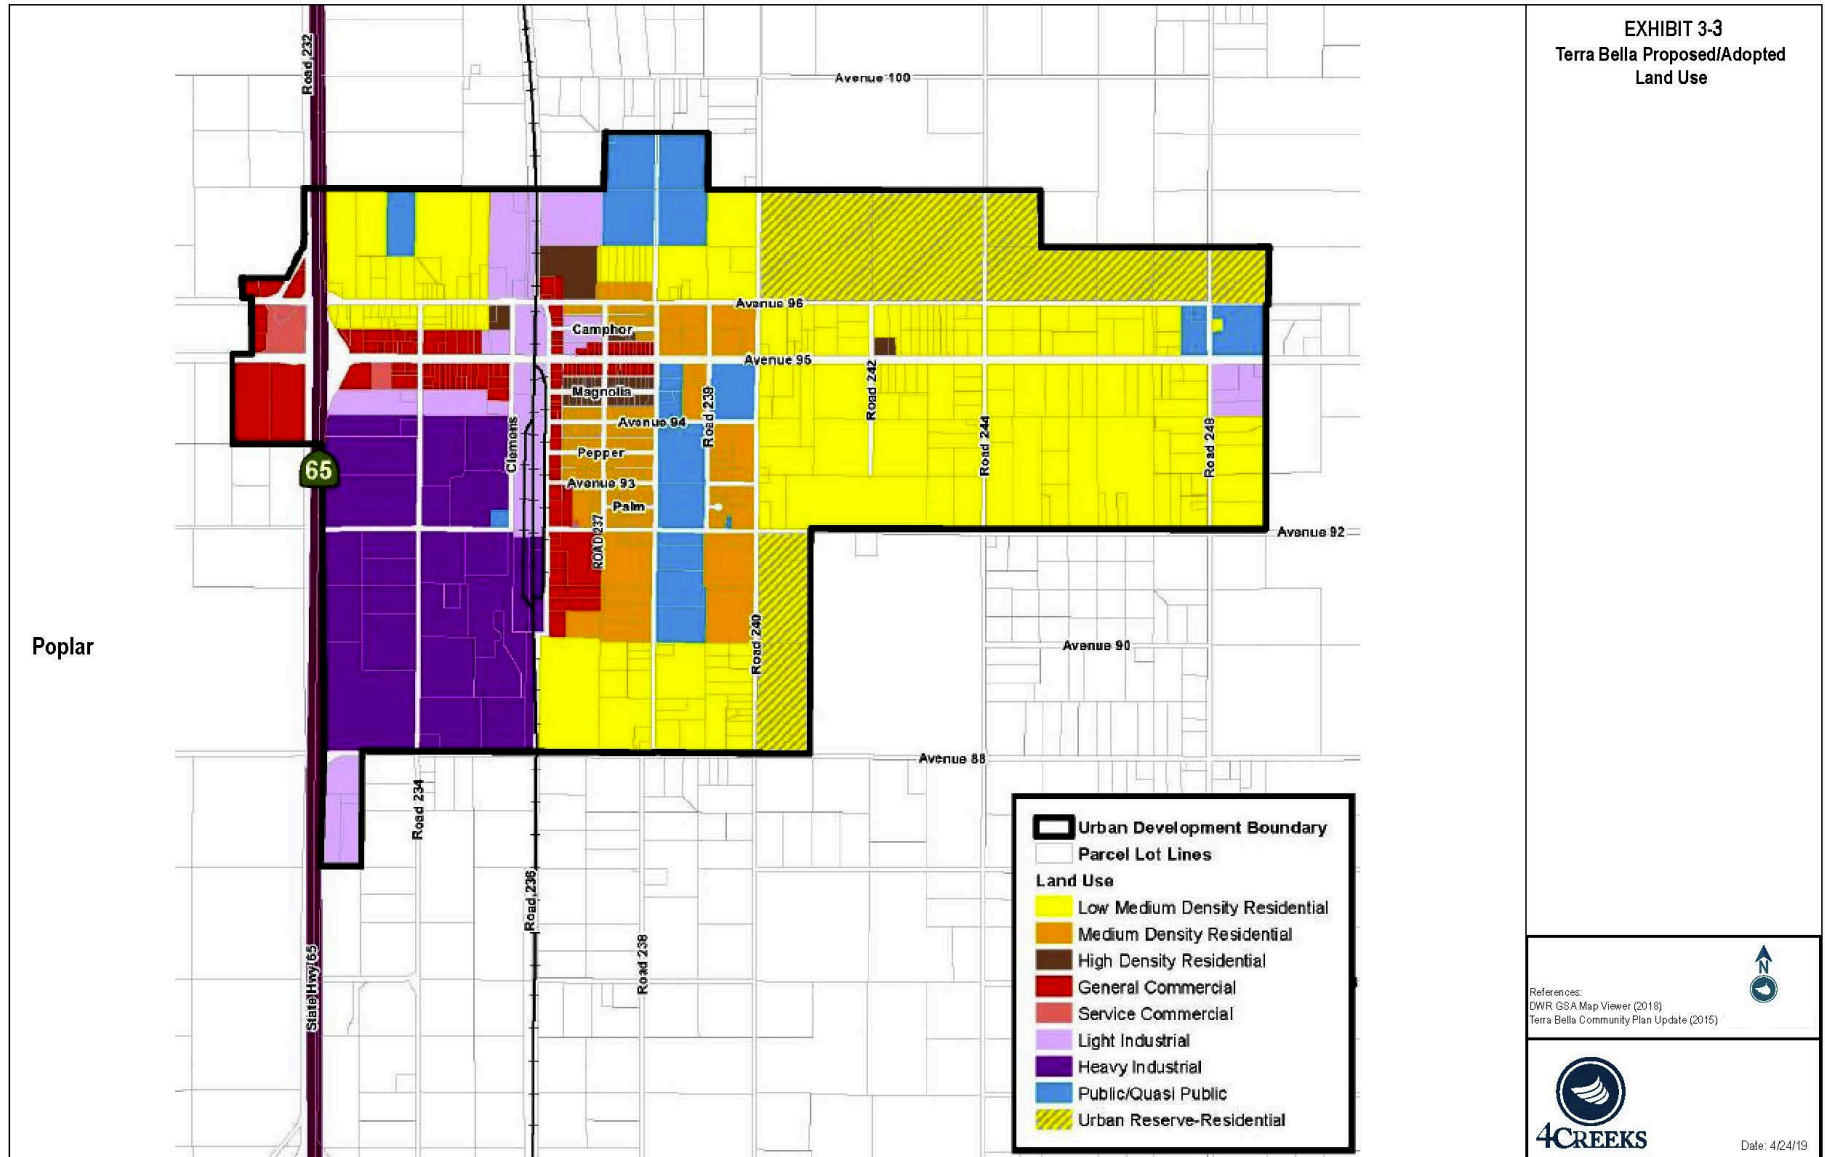 EXHIBIT 3-3
Terra Bella Proposed/Adopted
Land Use
Road 232
Avenue 100
Avenue 96
Camphor
Avenue 95
Magnolia
Road 242
Road 239
Avenue 94
Clemens
Road 244
Road 248
Pepper
65
Avenue 93
Palm
ROAD 237
Avenue 92
Poplar
Road 240
Avenue 90
Avenue 88
Road 234
Road 236
Road 238
State Hwy 65
Urban Development Boundary
Parcel Lot Lines
Land Use
Low Medium Density Residential
Medium Density Residential
High Density Residential
General Commercial
Service Commercial
Light Industrial
Heavy Industrial
Public/Quasi Public
Urban Reserve-Residential
N
References:
DWR GSA Map Viewer (2018)
Terra Bella Community Plan Update (2015)
4CREEKS
Date: 4/24/19